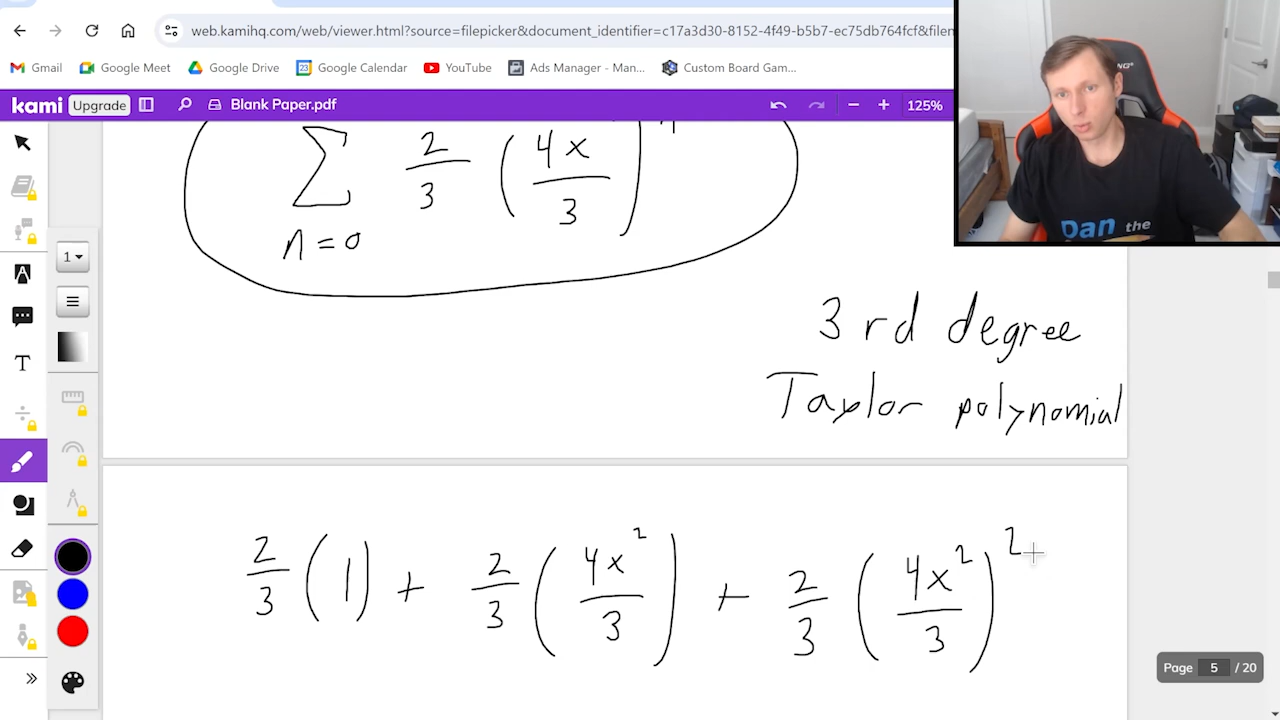 web.kamihq.com/web/viewer.html?source=filepicker&document_identifier=c17a3d30-8152-4f49-b5b7-ec75db764fcf&filen
Gmail Google Meet Google Drive 23 Google Calendar YouTube Ads Manager - Man... Custom Board Gam...
kami Upgrade Blank Paper.pdf 125%
Σ 2/3 (4x/3)
n=0
Dan the
1
3rd degree
Taylor polynomial
2/3 (1) + 2/3 (4x²/3) + 2/3 (4x²/3)²
Page 5 / 20